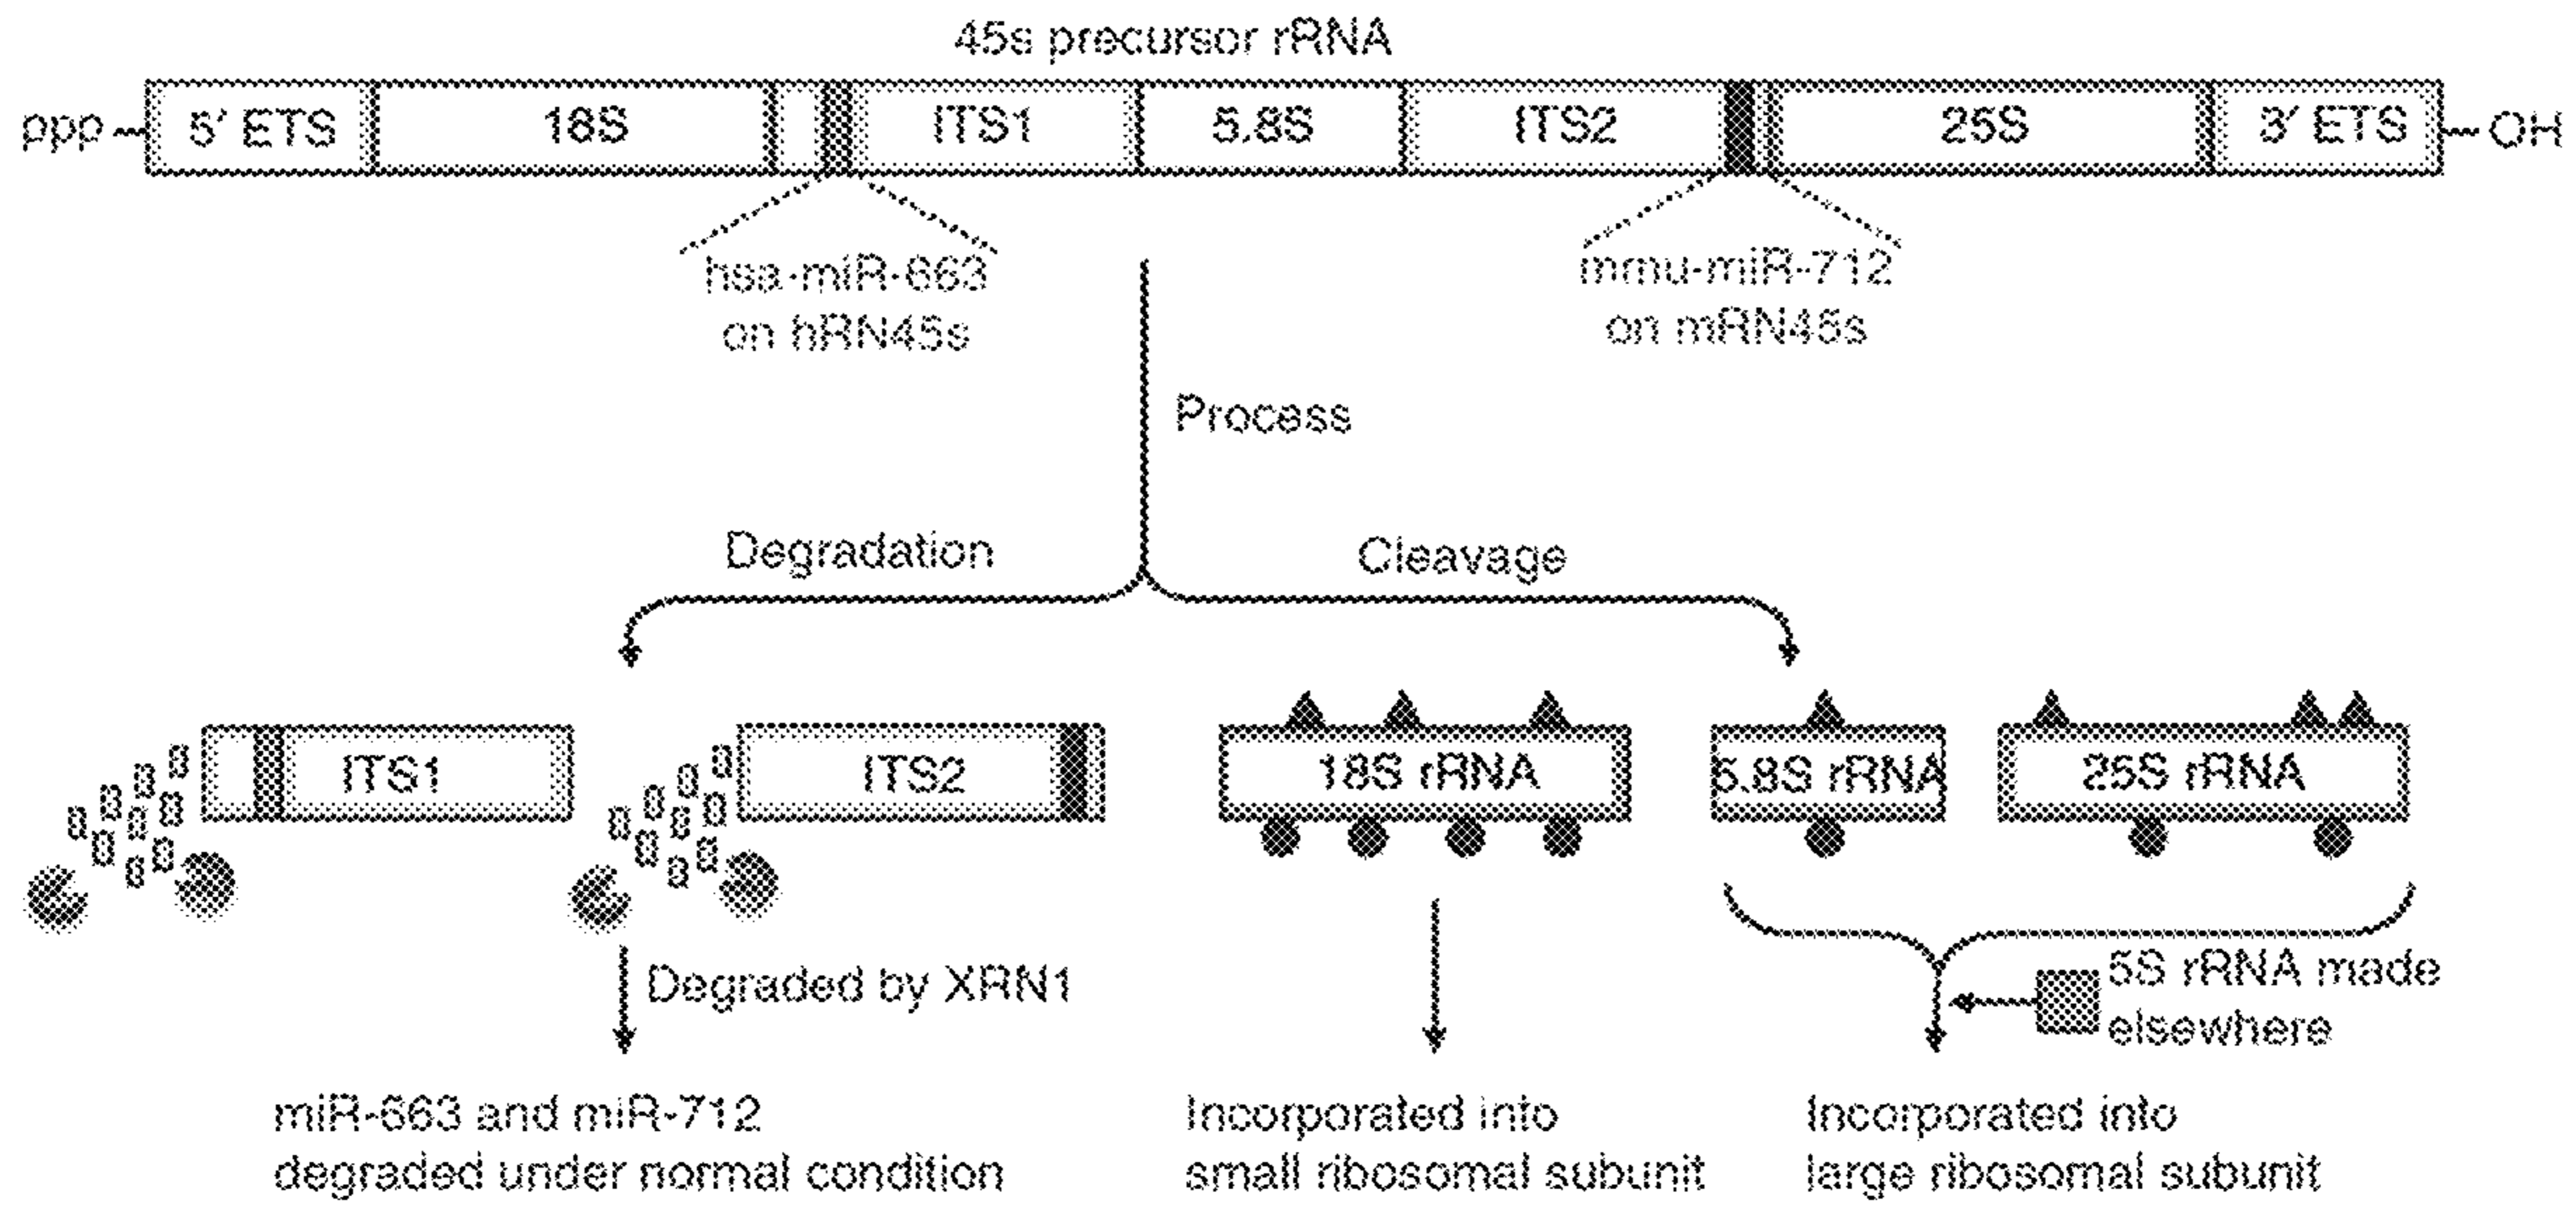 45s precursor rRNA
ppp 5′ ETS 18S ITS1 5.8S ITS2 25S 3′ ETS OH
hsa-miR-663
on hRN45s
mmu-miR-712
on mRN45s
Process
Degradation
Cleavage
ITS1 ITS2 18S rRNA 5.8S rRNA 25S rRNA
Degraded by XRN1
5S rRNA made
elsewhere
miR-663 and miR-712
degraded under normal condition
Incorporated into
small ribosomal subunit
Incorporated into
large ribosomal subunit